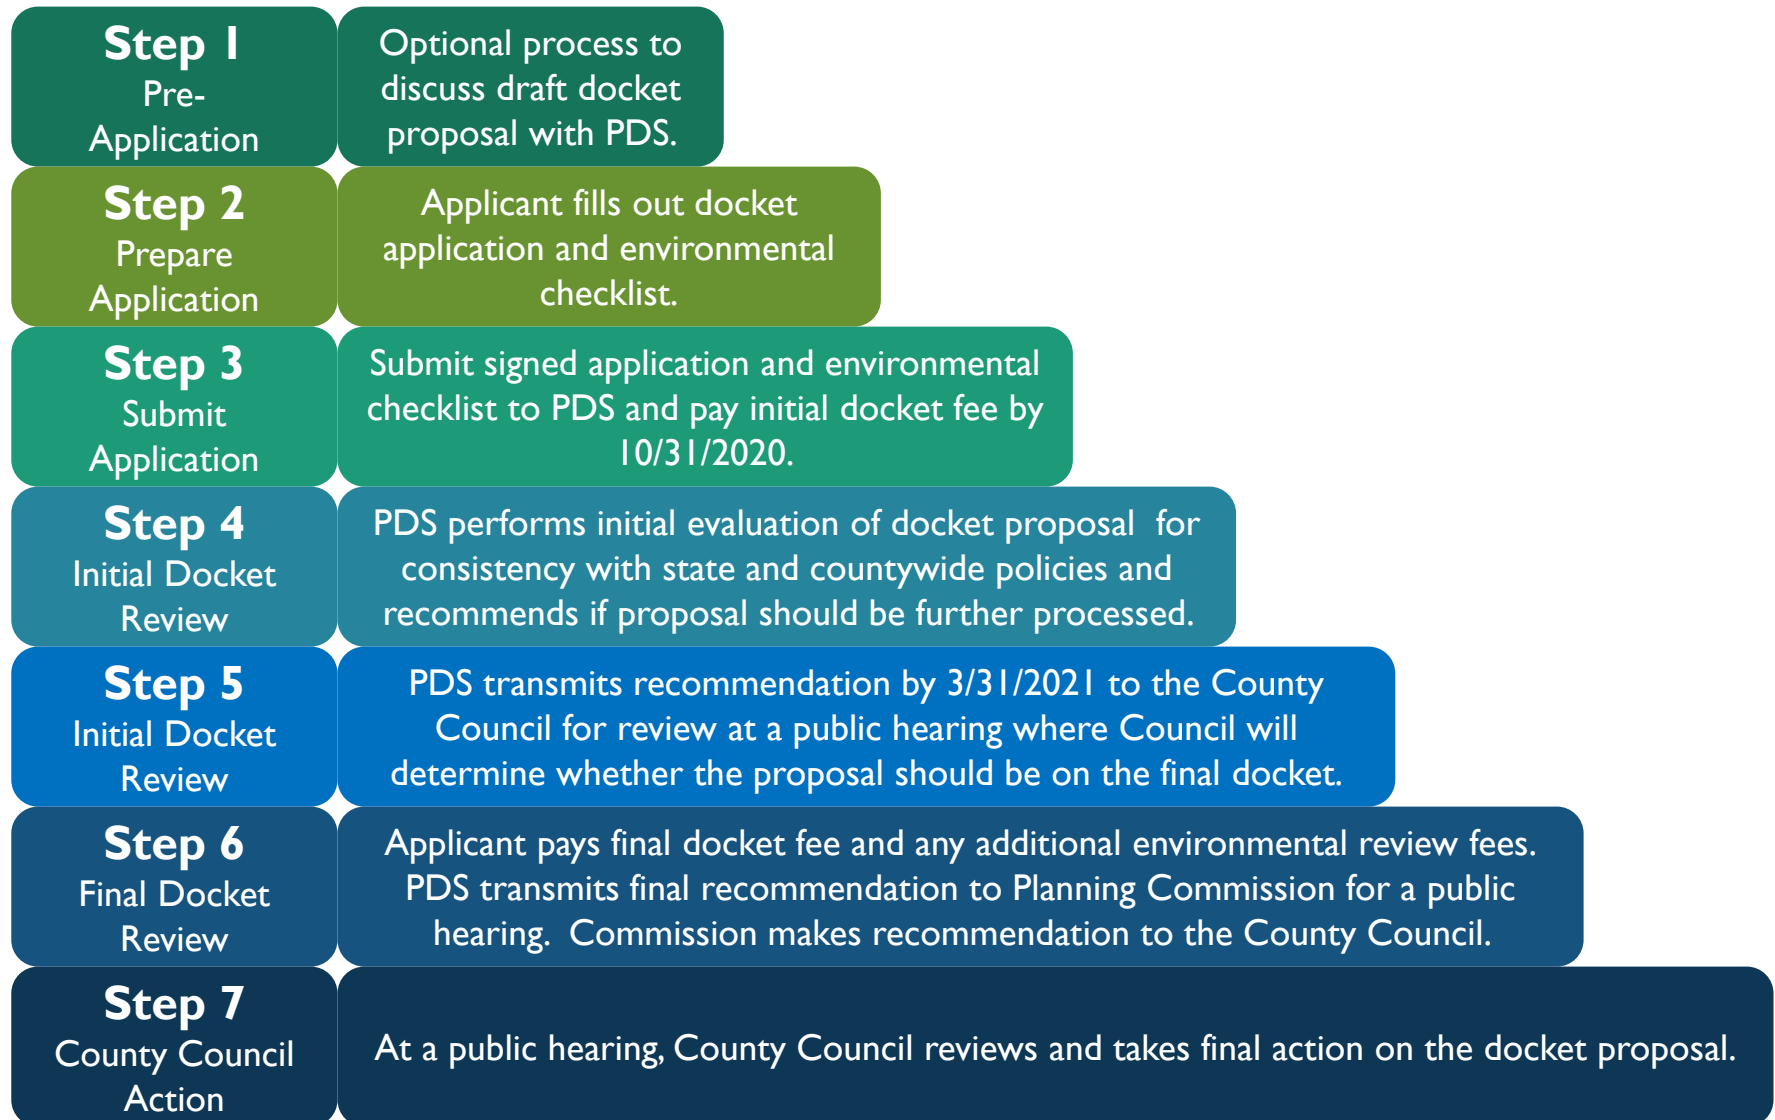 Step 1
Pre-
Application
Optional process to
discuss draft docket
proposal with PDS.
Step 2
Prepare
Application
Applicant fills out docket
application and environmental
checklist.
Step 3
Submit
Application
Submit signed application and environmental
checklist to PDS and pay initial docket fee by
10/31/2020.
Step 4
Initial Docket
Review
PDS performs initial evaluation of docket proposal  for
consistency with state and countywide policies and
recommends if proposal should be further processed.
Step 5
Initial Docket
Review
PDS transmits recommendation by 3/31/2021 to the County
Council for review at a public hearing where Council will
determine whether the proposal should be on the final docket.
Step 6
Final Docket
Review
Applicant pays final docket fee and any additional environmental review fees.
PDS transmits final recommendation to Planning Commission for a public
hearing.  Commission makes recommendation to the County Council.
Step 7
County Council
Action
At a public hearing, County Council reviews and takes final action on the docket proposal.